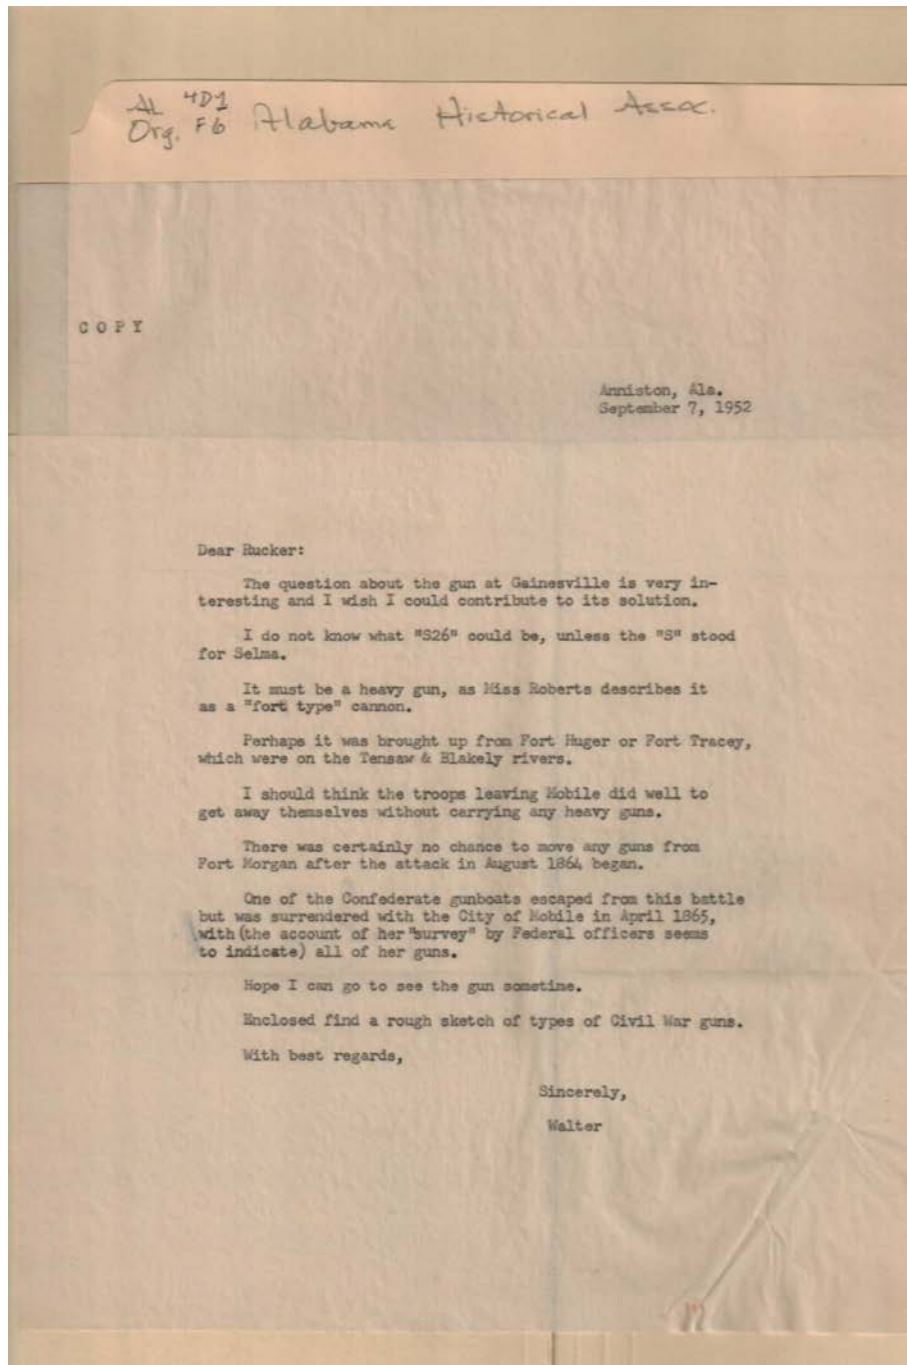 AL 4D1
Org. F6 Alabama Historical Assoc.
COPY
Anniston, Ala.
September 7, 1952
Dear Rucker:
The question about the gun at Gainesville is very in-
teresting and I wish I could contribute to its solution.
I do not know what "S26" could be, unless the "S" stood
for Selma.
It must be a heavy gun, as Miss Roberts describes it
as a "fort type" cannon.
Perhaps it was brought up from Fort Huger or Fort Tracey,
which were on the Tensaw & Blakely rivers.
I should think the troops leaving Mobile did well to
get away themselves without carrying any heavy guns.
There was certainly no chance to move any guns from
Fort Morgan after the attack in August 1864 began.
One of the Confederate gunboats escaped from this battle
but was surrendered with the City of Mobile in April 1865,
with (the account of her "survey" by Federal officers seems
to indicate) all of her guns.
Hope I can go to see the gun sometime.
Enclosed find a rough sketch of types of Civil War guns.
With best regards,
Sincerely,
Walter